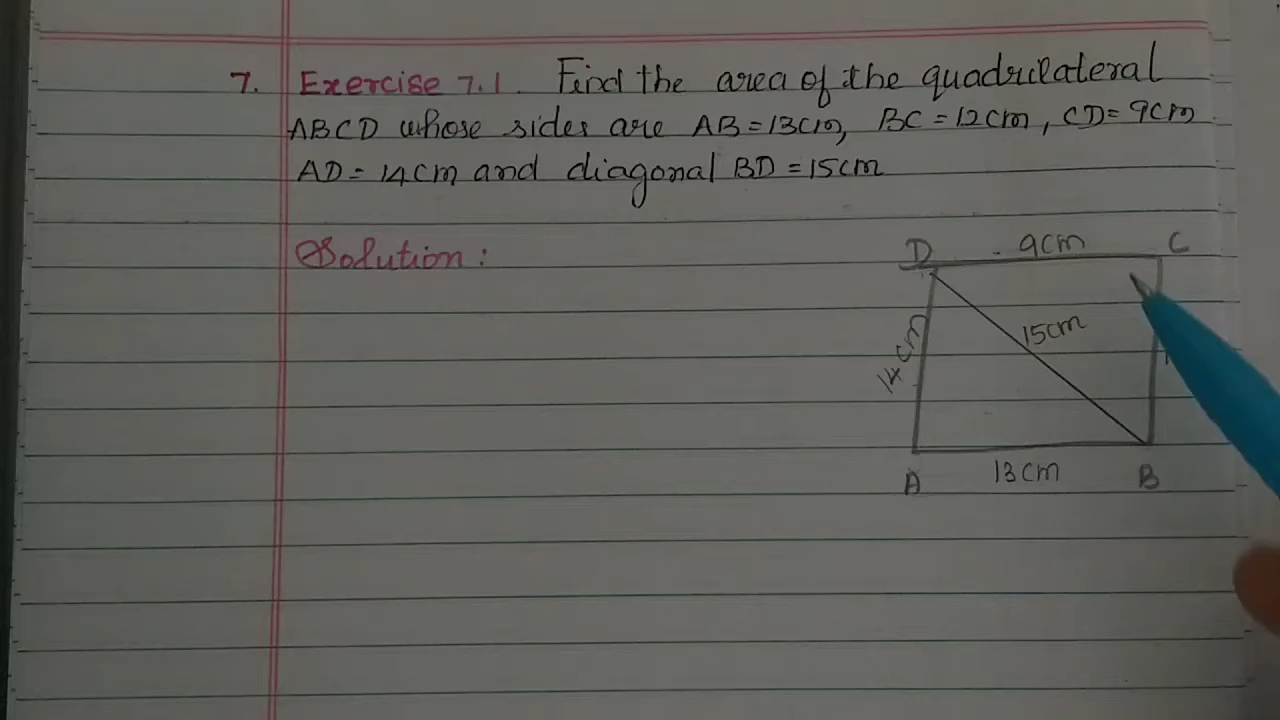 7. Exercise 7.1. Find the area of the quadrilateral
ABCD whose sides are AB = 13cm, BC = 12cm, CD = 9cm
AD = 14cm and diagonal BD = 15cm
Solution :
D 9cm C
15cm
14cm
A 13cm B